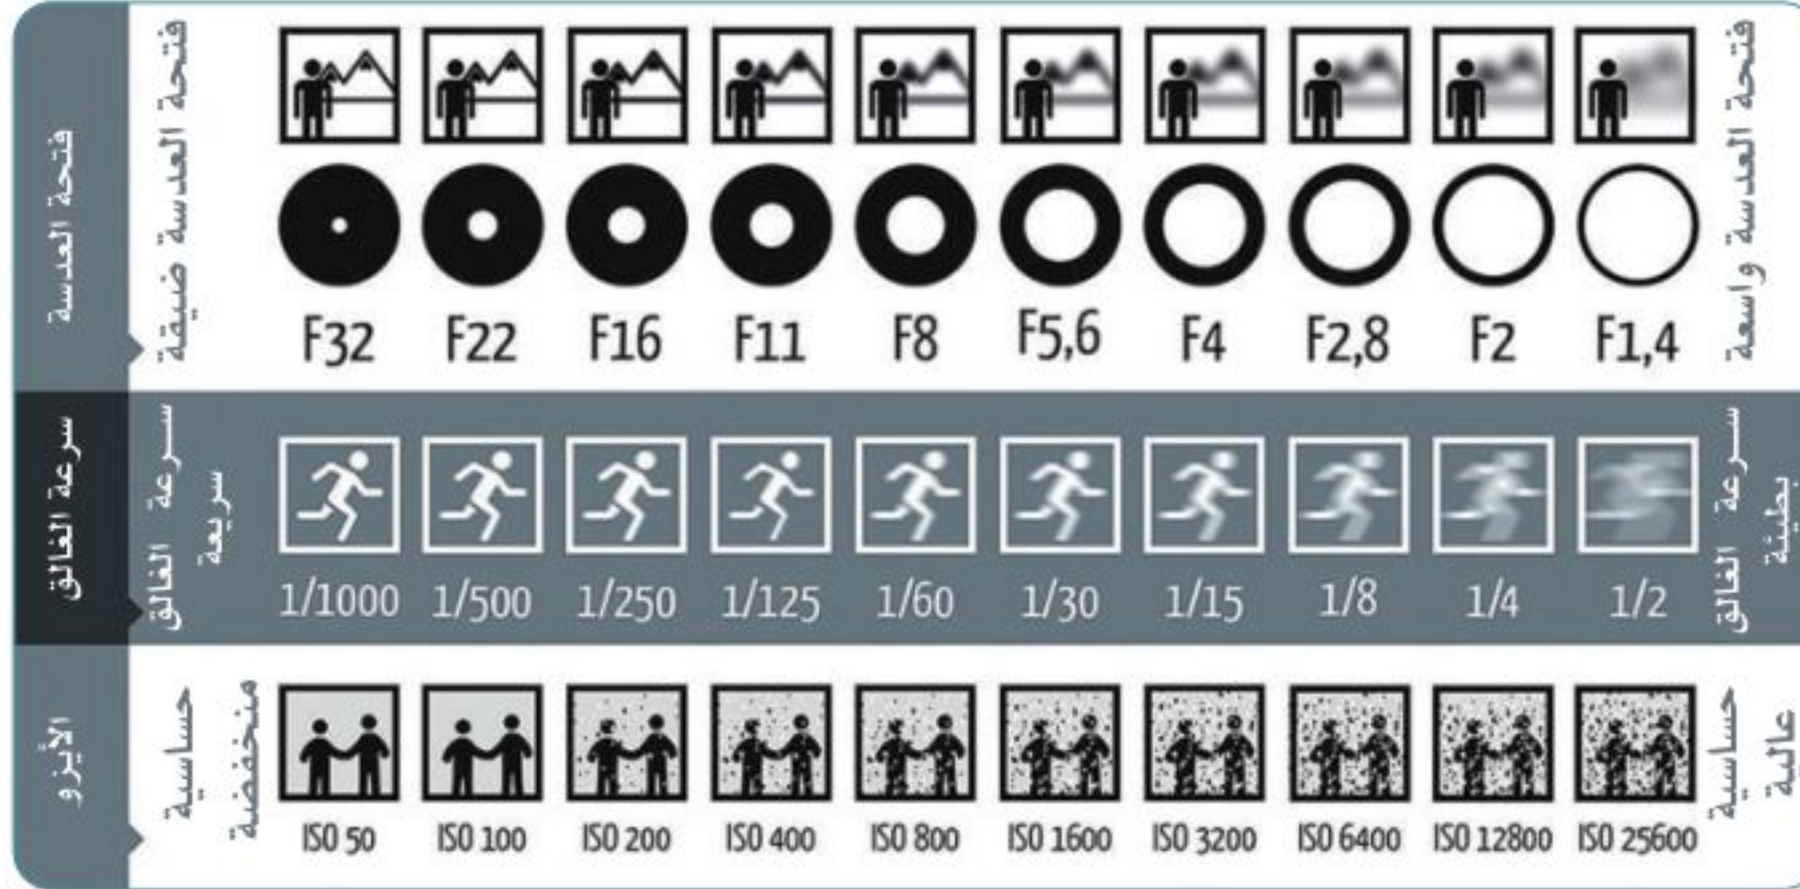 فتحة العدسة
فتحة العدسة ضيقة
F32 F22 F16 F11 F8 F5,6 F4 F2,8 F2 F1,4
فتحة العدسة واسعة
سرعة الغالق
سرعة الغالق
سريعة
1/1000 1/500 1/250 1/125 1/60 1/30 1/15 1/8 1/4 1/2
سرعة الغالق
بطيئة
الأيزو
حساسية
منخفضة
ISO 50 ISO 100 ISO 200 ISO 400 ISO 800 ISO 1600 ISO 3200 ISO 6400 ISO 12800 ISO 25600
حساسية
عالية